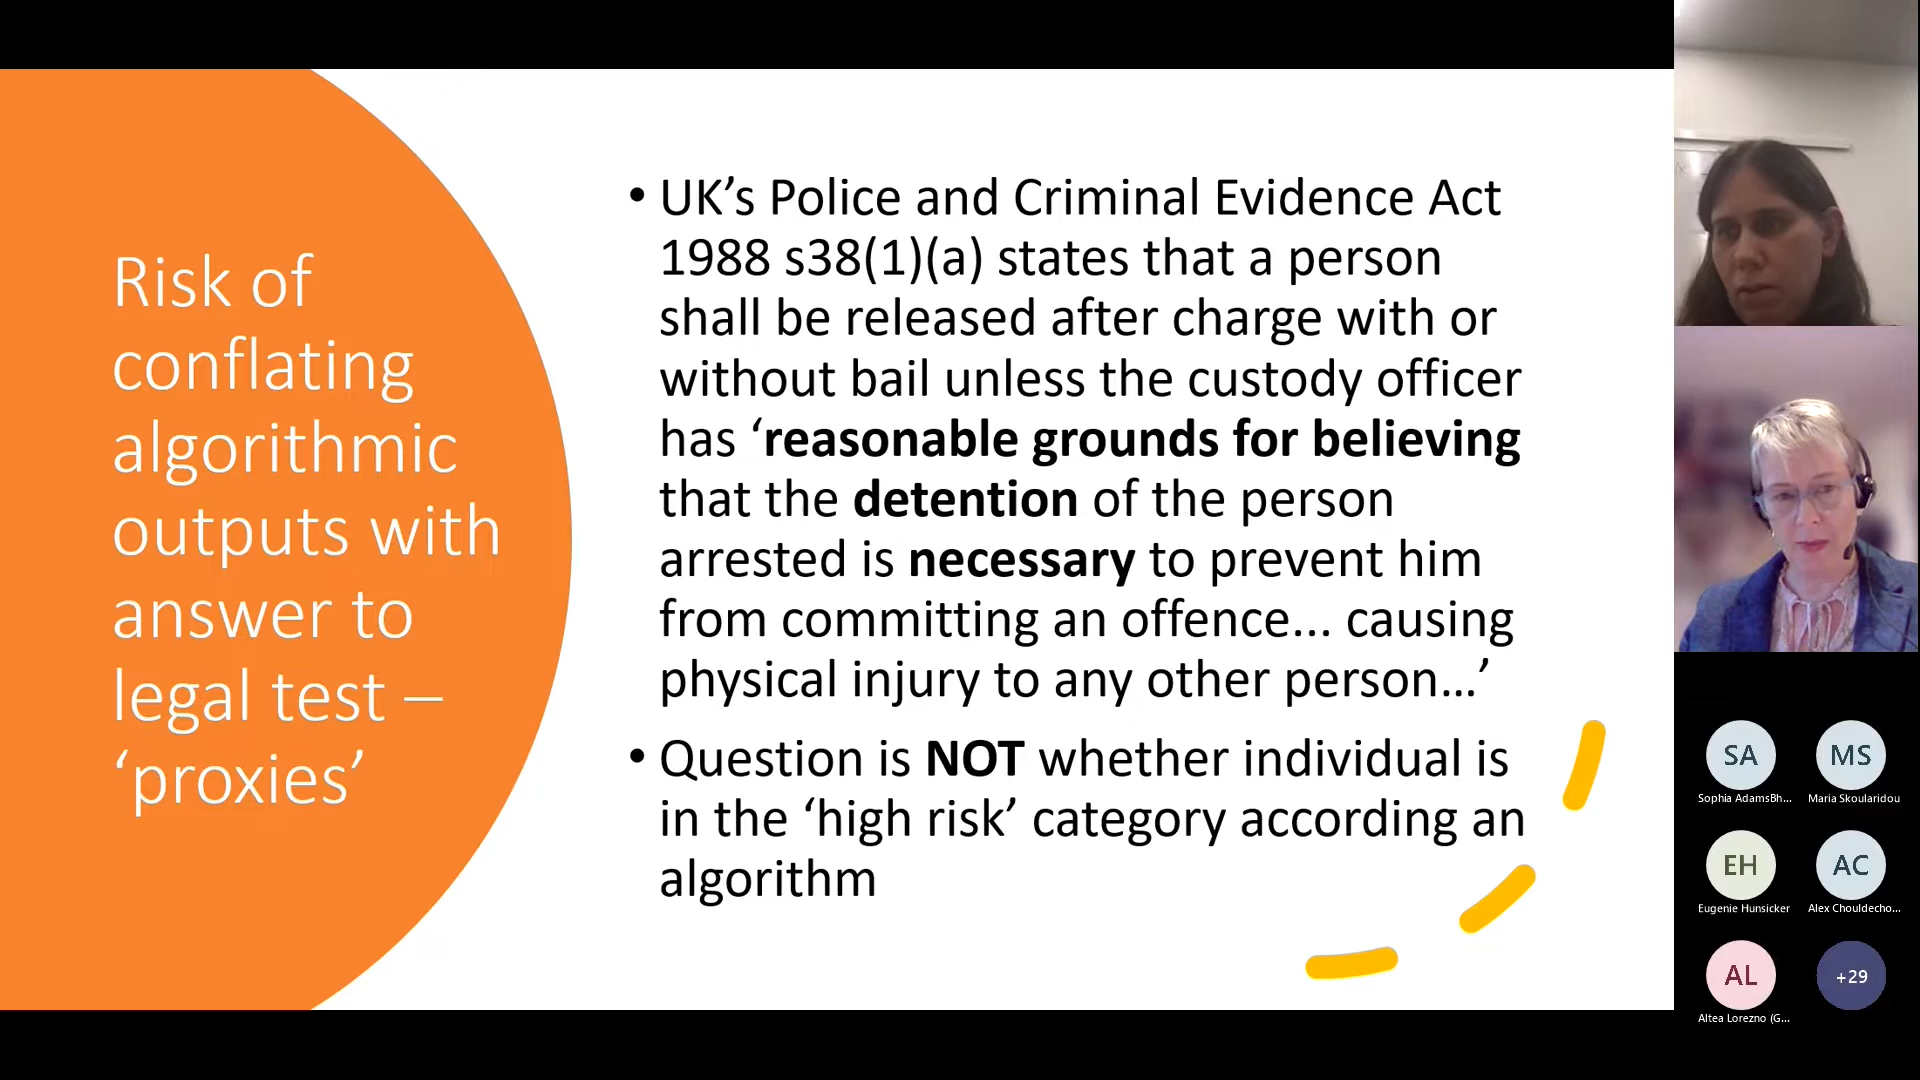 Risk of
conflating
algorithmic
outputs with
answer to
legal test –
‘proxies’
• UK’s Police and Criminal Evidence Act
1988 s38(1)(a) states that a person
shall be released after charge with or
without bail unless the custody officer
has ‘reasonable grounds for believing
that the detention of the person
arrested is necessary to prevent him
from committing an offence... causing
physical injury to any other person...’
• Question is NOT whether individual is
in the ‘high risk’ category according an
algorithm
SA
Sophia AdamsBh...
MS
Maria Skoularidou
EH
Eugenie Hunsicker
AC
Alex Chouldecho...
AL
Altea Lorezno (G...
+29